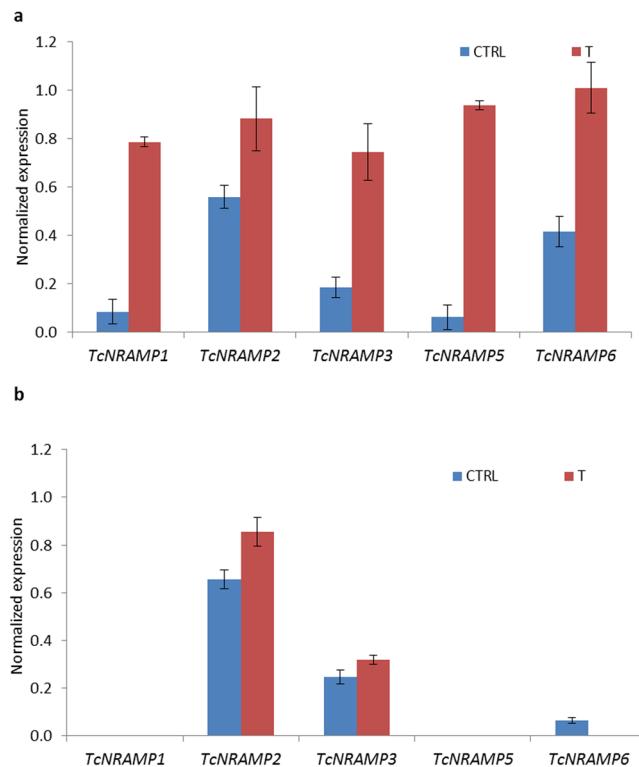 a
1.2
CTRL T
1.0
0.8
0.6
0.4
0.2
0.0
Normalized expression
TcNRAMP1 TcNRAMP2 TcNRAMP3 TcNRAMP5 TcNRAMP6
b
1.2
CTRL T
1.0
0.8
0.6
0.4
0.2
0.0
Normalized expression
TcNRAMP1 TcNRAMP2 TcNRAMP3 TcNRAMP5 TcNRAMP6